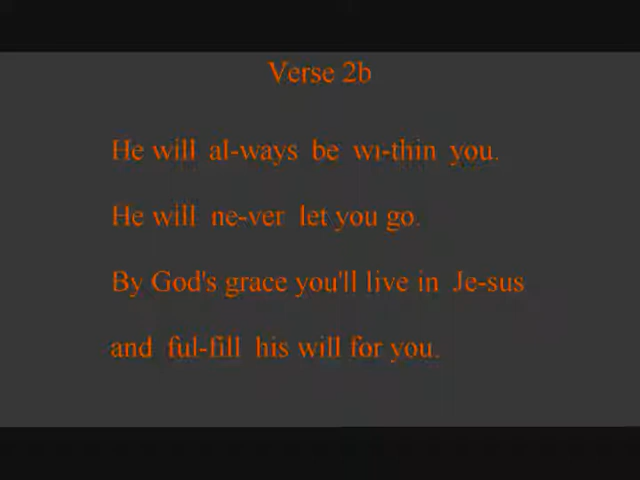 Verse 2b
He will al-ways be wi-thin you.
He will ne-ver let you go.
By God's grace you'll live in Je-sus
and ful-fill his will for you.